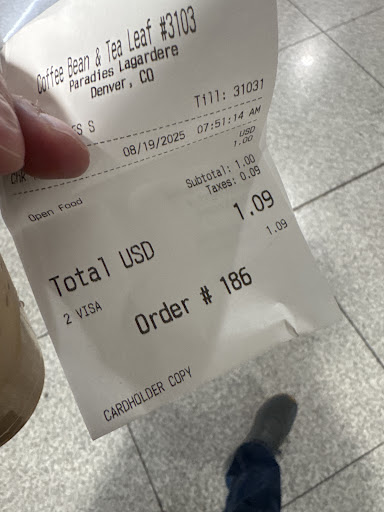 Coffee Bean & Tea Leaf #3103
Paradies Lagardere
Denver, CO
S Till: 31031
Chk 08/19/2025 07:51:14 AM
USD
Open Food 1.00
Subtotal: 1.00
Taxes: 0.09
Total USD 1.09
2 VISA 1.09
Order # 186
CARDHOLDER COPY